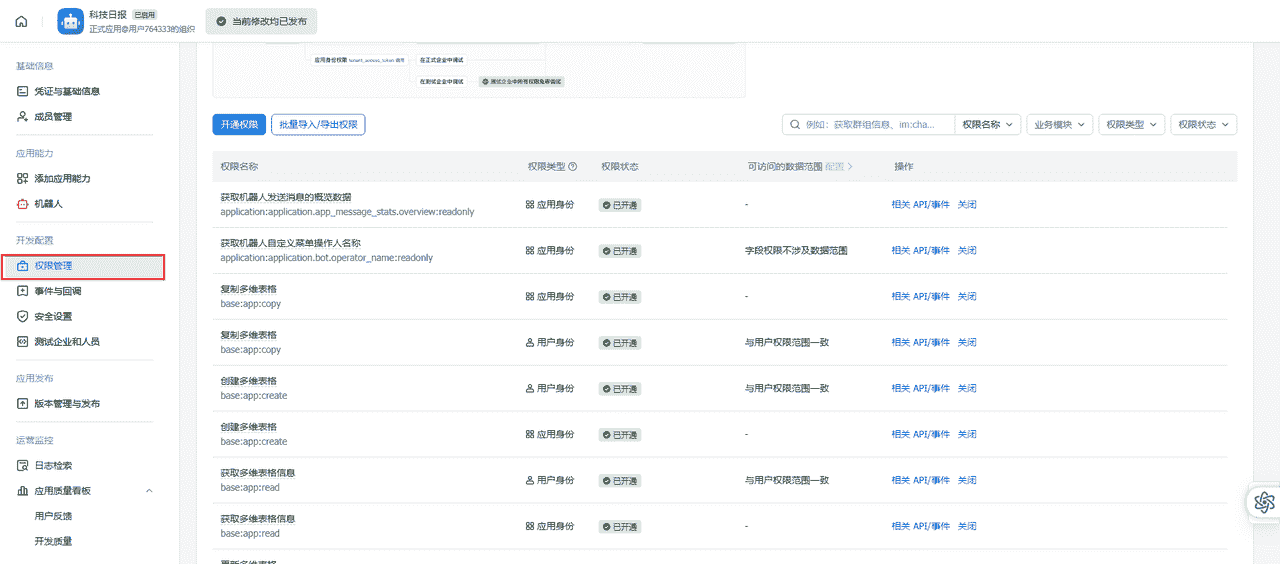 科技日报 已启用
正式应用@用户764333的组织
当前修改均已发布
基础信息
凭证与基础信息
成员管理
应用能力
添加应用能力
机器人
开发配置
权限管理
事件与回调
安全设置
测试企业和人员
应用发布
版本管理与发布
运营监控
日志检索
应用质量看板
用户反馈
开发质量
应用身份权限 tenant_access_token 调用
在正式企业中调试
在测试企业中调试
测试企业中所有权限免审调试
开通权限 批量导入/导出权限
例如：获取群组信息、im:cha... 权限名称 业务模块 权限类型 权限状态
权限名称 权限类型 权限状态 可访问的数据范围 配置 操作
获取机器人发送消息的概览数据
application:application.app_message_stats.overview:readonly
应用身份 已开通 - 相关 API/事件 关闭
获取机器人自定义菜单操作人名称
application:application.bot.operator_name:readonly
应用身份 已开通 字段权限不涉及数据范围 相关 API/事件 关闭
复制多维表格
base:app:copy
应用身份 已开通 - 相关 API/事件 关闭
复制多维表格
base:app:copy
用户身份 已开通 与用户权限范围一致 相关 API/事件 关闭
创建多维表格
base:app:create
用户身份 已开通 与用户权限范围一致 相关 API/事件 关闭
创建多维表格
base:app:create
应用身份 已开通 - 相关 API/事件 关闭
获取多维表格信息
base:app:read
用户身份 已开通 与用户权限范围一致 相关 API/事件 关闭
获取多维表格信息
base:app:read
应用身份 已开通 - 相关 API/事件 关闭